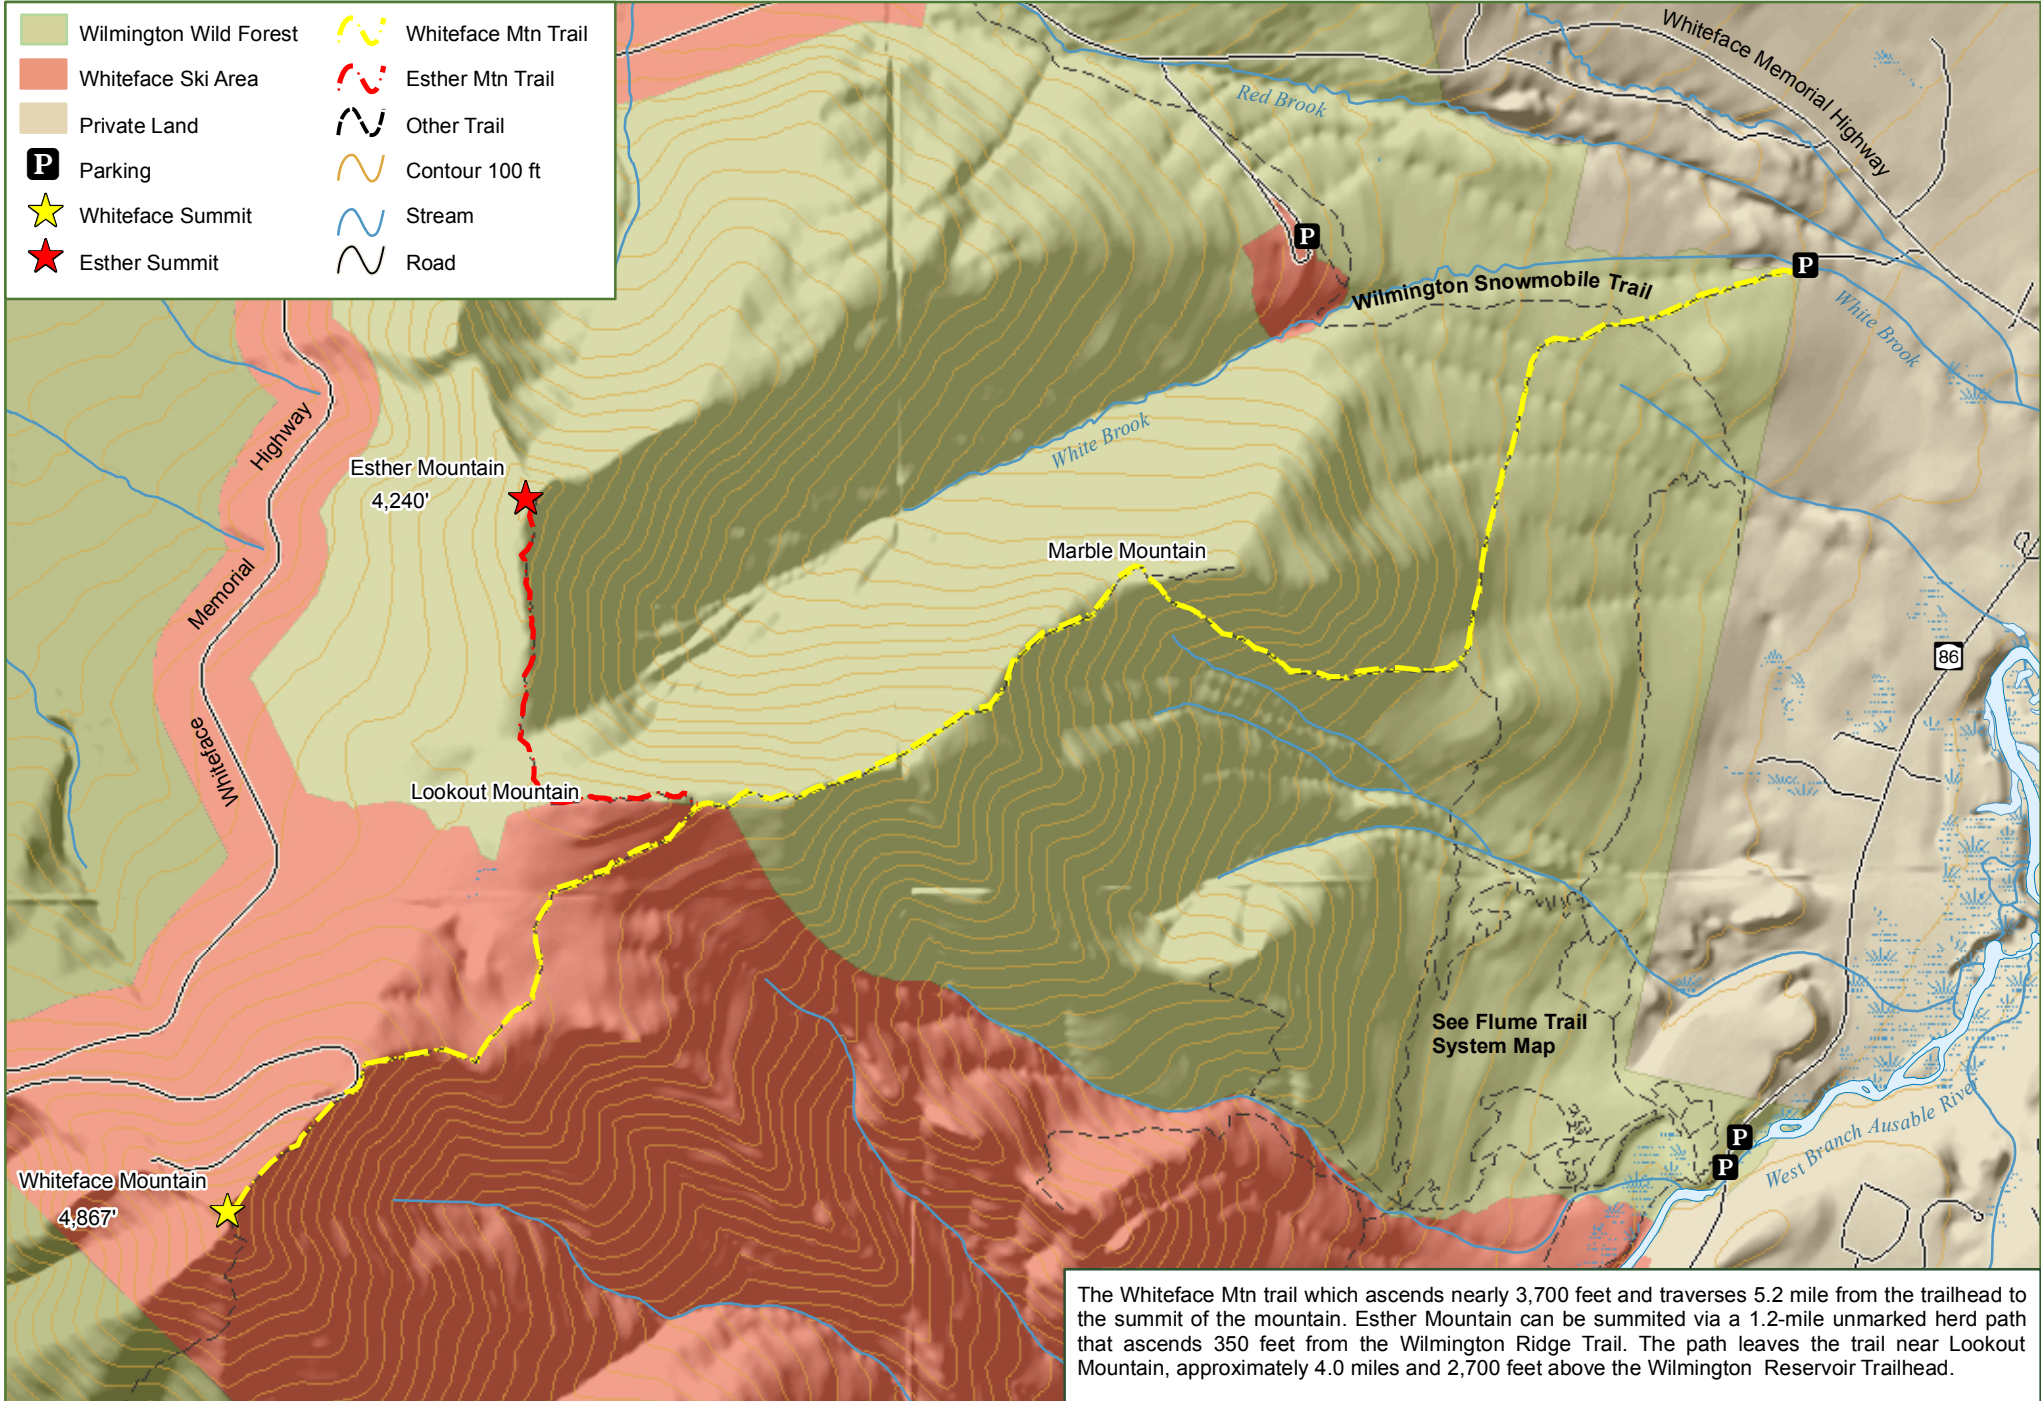 Wilmington Wild Forest
Whiteface Ski Area
Private Land
P
Parking
Whiteface Summit
Esther Summit
Whiteface Mtn Trail
Esther Mtn Trail
Other Trail
Contour 100 ft
Stream
Road
Whiteface Memorial Highway
Red Brook
P
P
Wilmington Snowmobile Trail
White Brook
White Brook
Highway
Memorial
Whiteface
Esther Mountain
4,240'
Marble Mountain
86
Lookout Mountain
See Flume Trail
System Map
P
P
West Branch Ausable River
Whiteface Mountain
4,867'
The Whiteface Mtn trail which ascends nearly 3,700 feet and traverses 5.2 mile from the trailhead to
the summit of the mountain. Esther Mountain can be summited via a 1.2-mile unmarked herd path
that ascends 350 feet from the Wilmington Ridge Trail. The path leaves the trail near Lookout
Mountain, approximately 4.0 miles and 2,700 feet above the Wilmington Reservoir Trailhead.